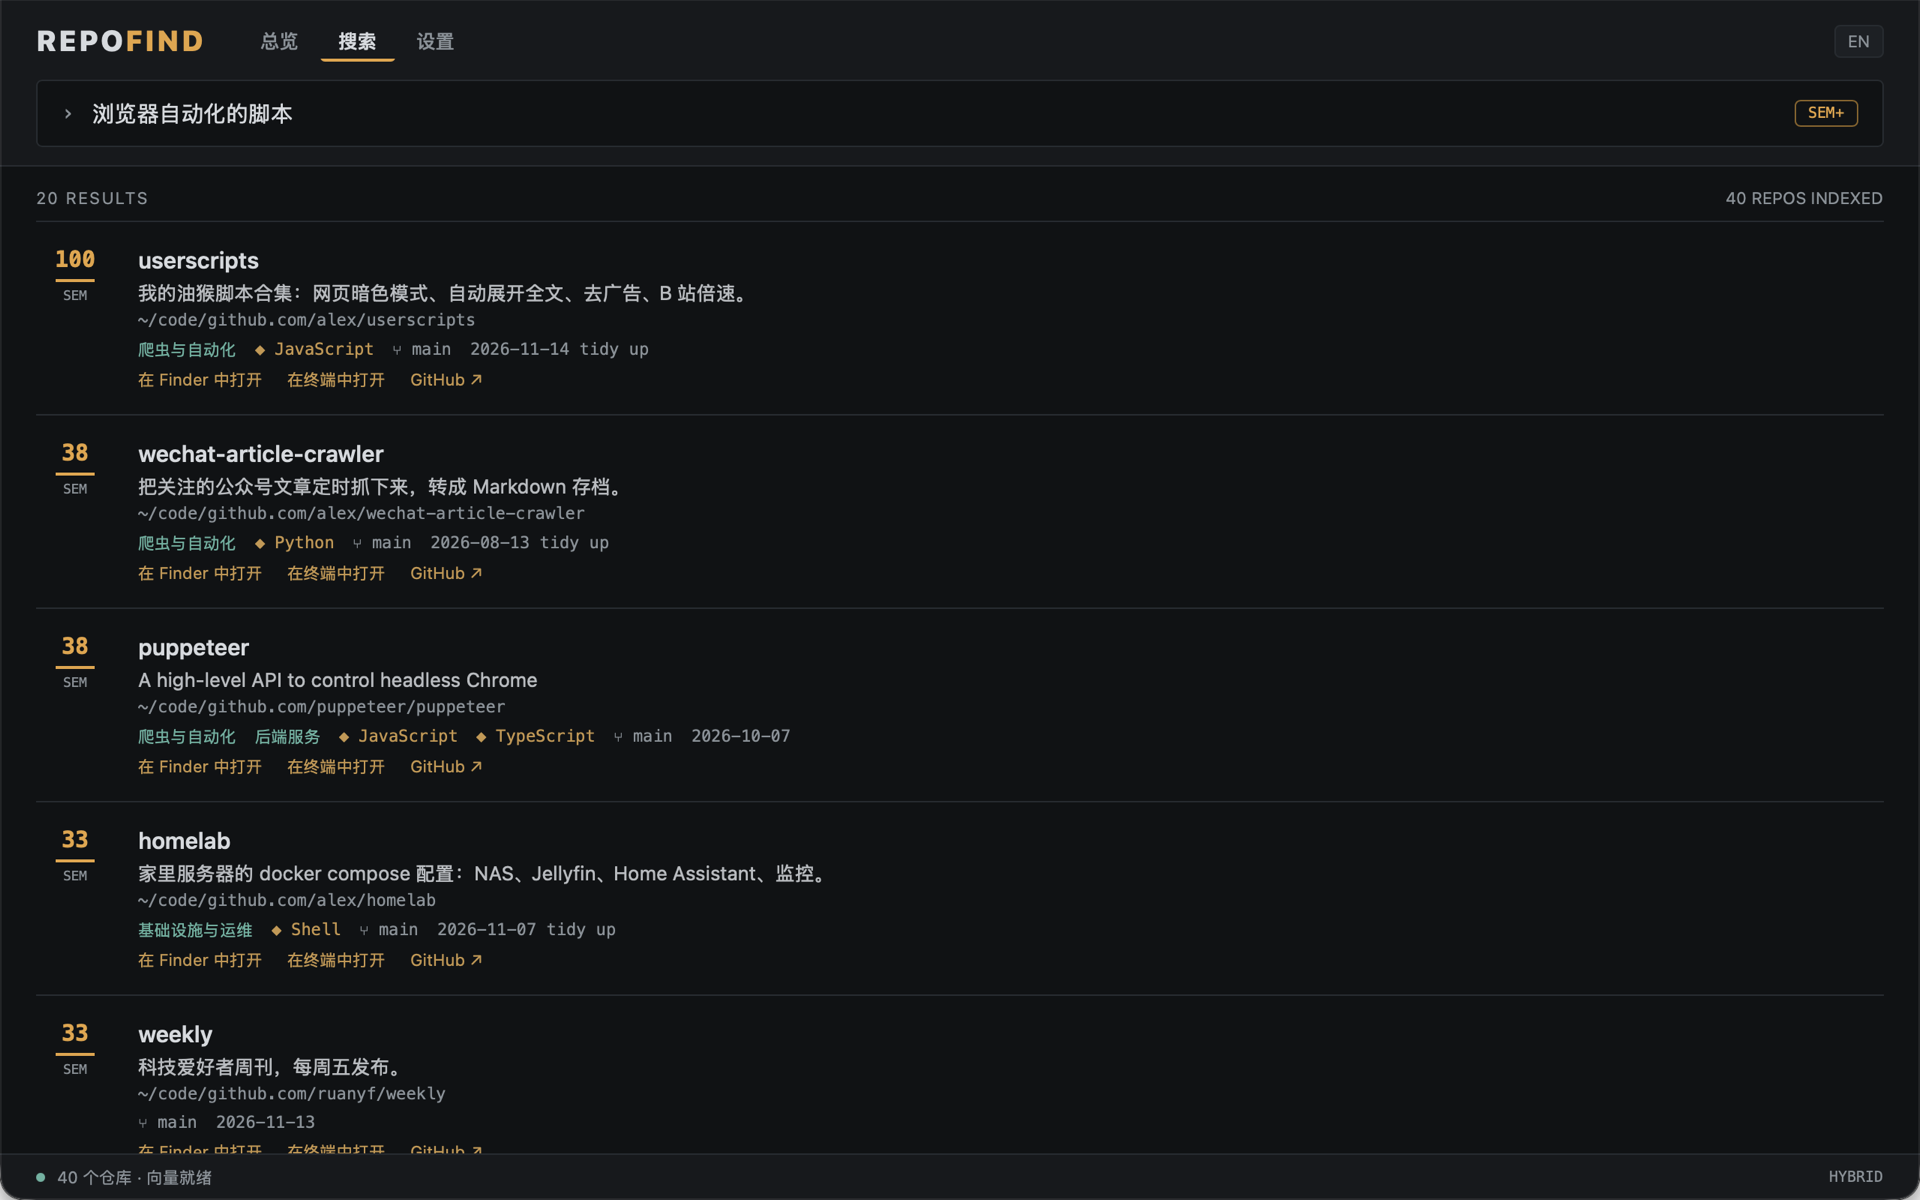 REPOFIND 总览 搜索 设置 EN
› 浏览器自动化的脚本 SEM+
20 RESULTS 40 REPOS INDEXED
100 userscripts
SEM 我的油猴脚本合集：网页暗色模式、自动展开全文、去广告、B 站倍速。
~/code/github.com/alex/userscripts
爬虫与自动化 ◆ JavaScript ⑂ main 2026-11-14 tidy up
在 Finder 中打开 在终端中打开 GitHub ↗
38 wechat-article-crawler
SEM 把关注的公众号文章定时抓下来，转成 Markdown 存档。
~/code/github.com/alex/wechat-article-crawler
爬虫与自动化 ◆ Python ⑂ main 2026-08-13 tidy up
在 Finder 中打开 在终端中打开 GitHub ↗
38 puppeteer
SEM A high-level API to control headless Chrome
~/code/github.com/puppeteer/puppeteer
爬虫与自动化 后端服务 ◆ JavaScript ◆ TypeScript ⑂ main 2026-10-07
在 Finder 中打开 在终端中打开 GitHub ↗
33 homelab
SEM 家里服务器的 docker compose 配置：NAS、Jellyfin、Home Assistant、监控。
~/code/github.com/alex/homelab
基础设施与运维 ◆ Shell ⑂ main 2026-11-07 tidy up
在 Finder 中打开 在终端中打开 GitHub ↗
33 weekly
SEM 科技爱好者周刊，每周五发布。
~/code/github.com/ruanyf/weekly
⑂ main 2026-11-13
在 Finder 中打开 在终端中打开 GitHub ↗
40 个仓库 · 向量就绪 HYBRID